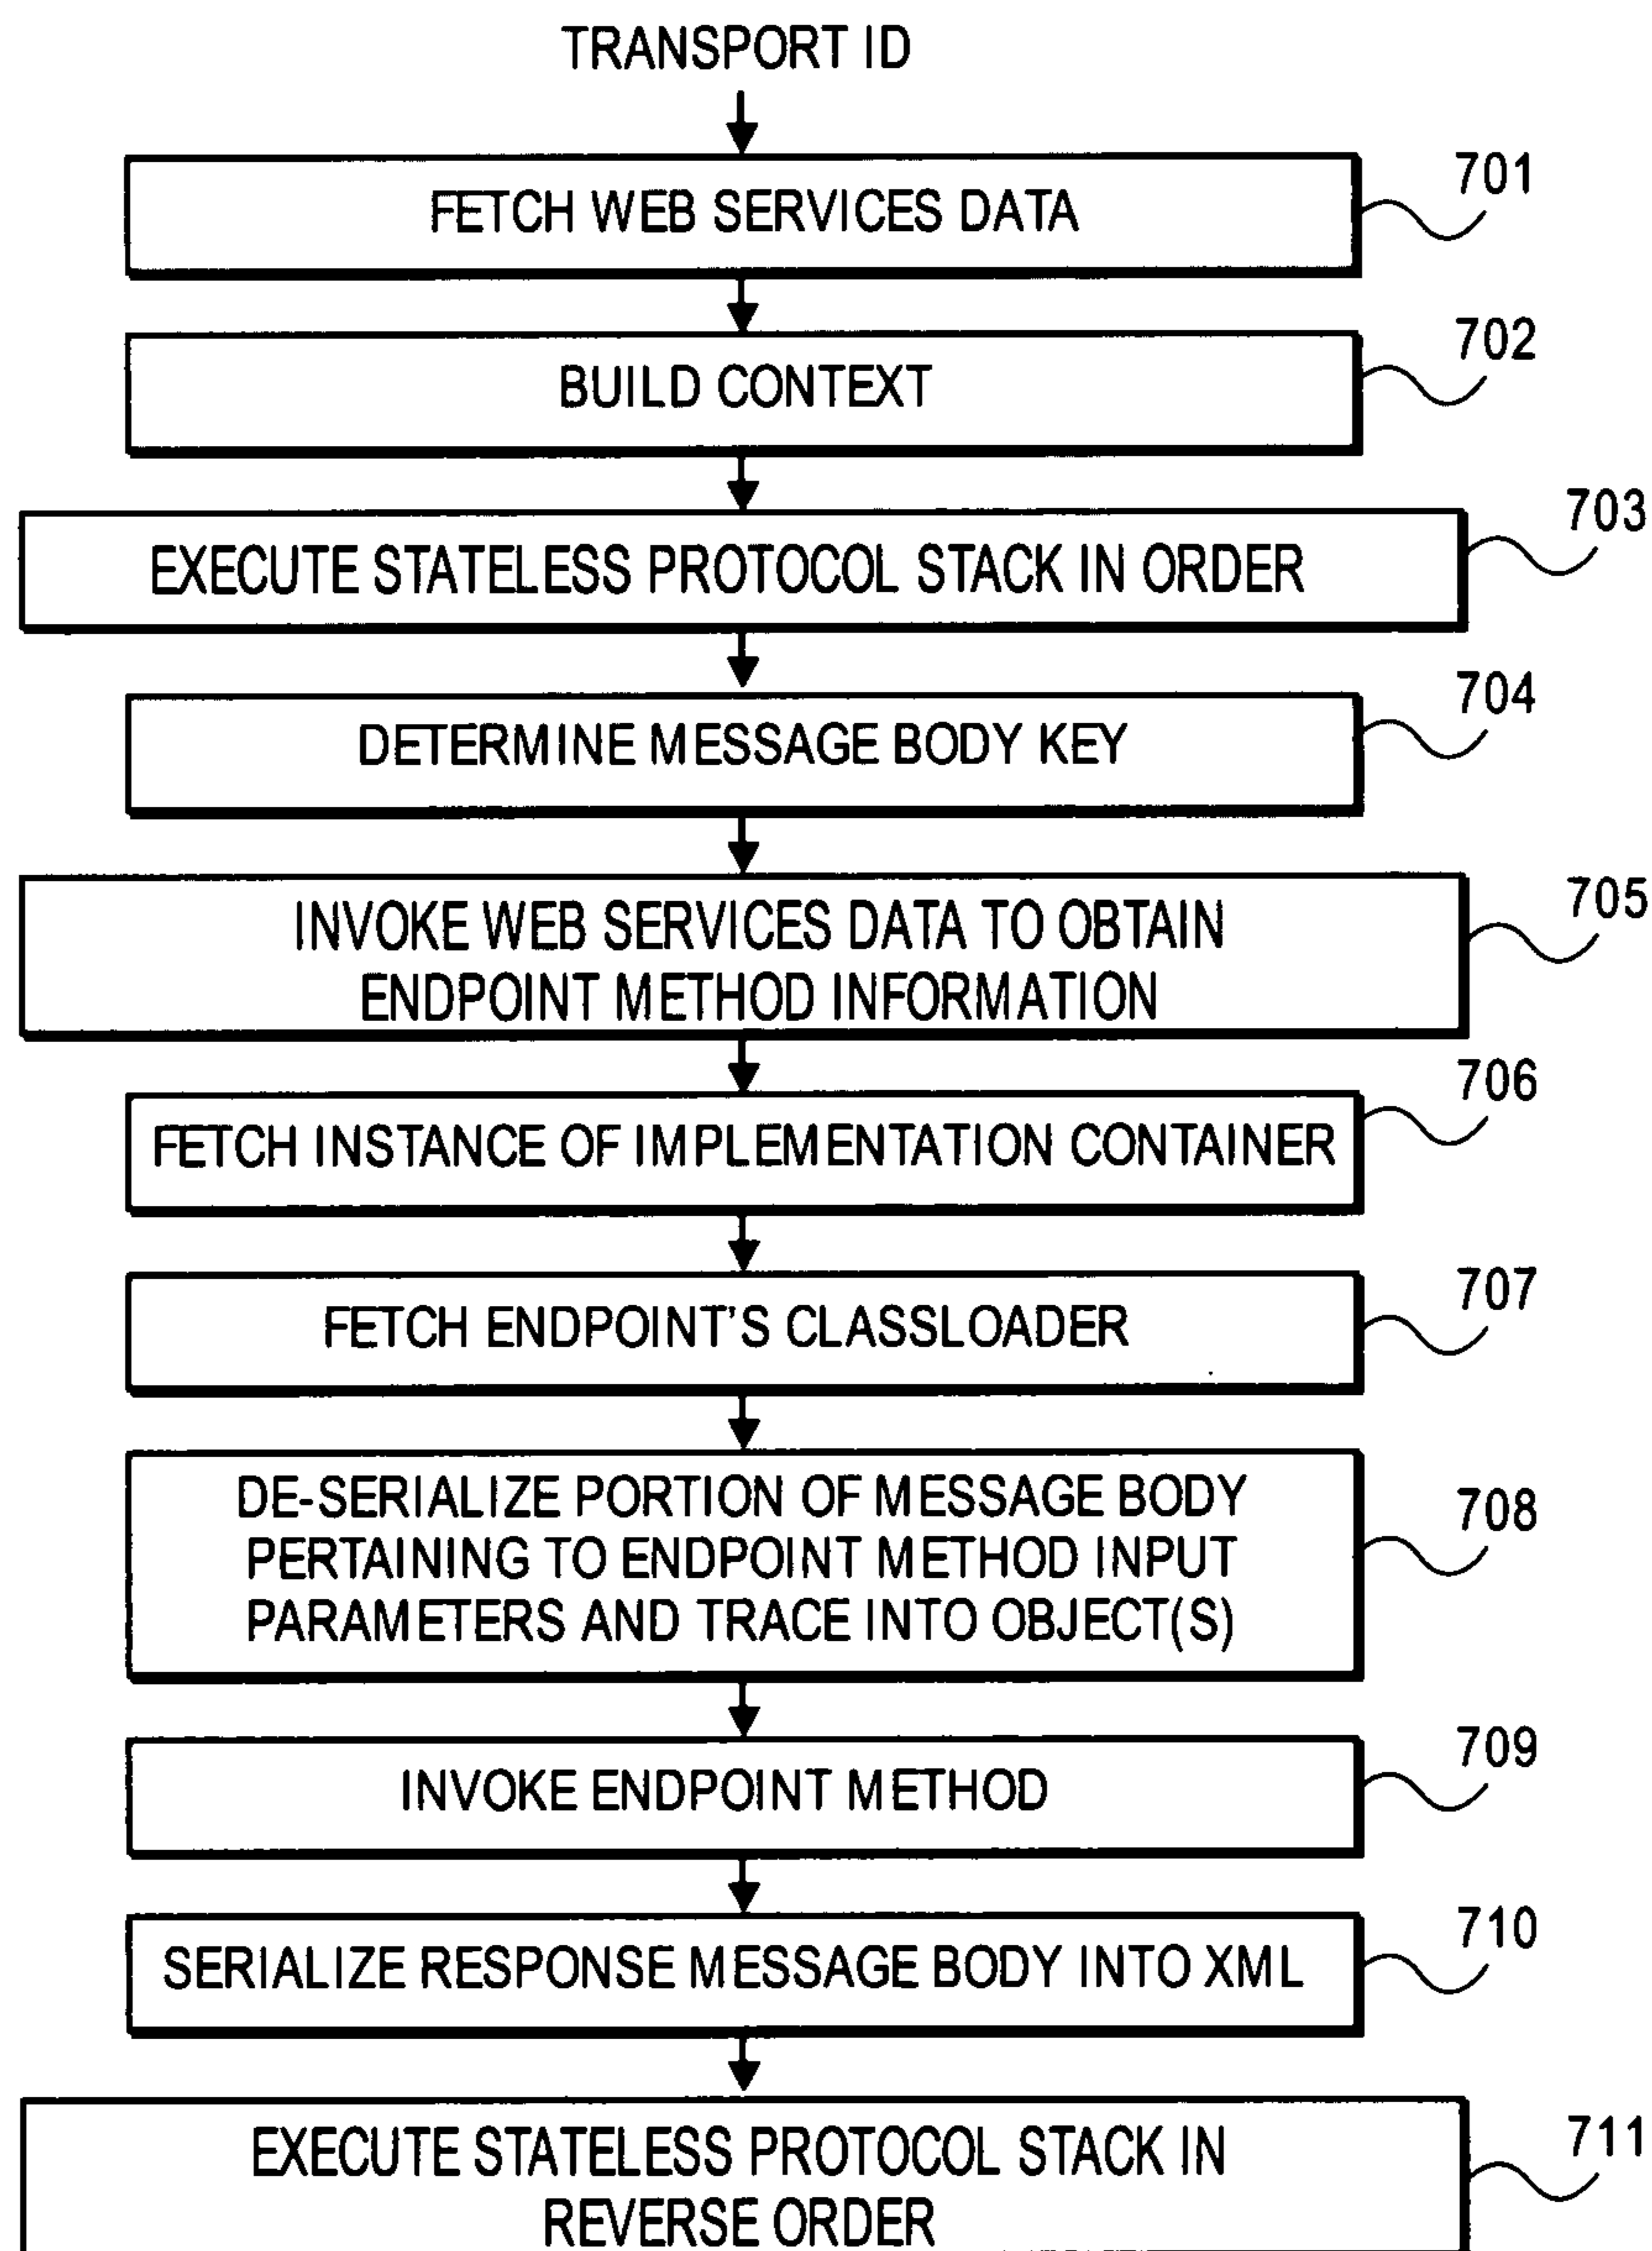 TRANSPORT ID
FETCH WEB SERVICES DATA
701
BUILD CONTEXT
702
EXECUTE STATELESS PROTOCOL STACK IN ORDER
703
DETERMINE MESSAGE BODY KEY
704
INVOKE WEB SERVICES DATA TO OBTAIN
ENDPOINT METHOD INFORMATION
705
FETCH INSTANCE OF IMPLEMENTATION CONTAINER
706
FETCH ENDPOINT'S CLASSLOADER
707
DE-SERIALIZE PORTION OF MESSAGE BODY
PERTAINING TO ENDPOINT METHOD INPUT
PARAMETERS AND TRACE INTO OBJECT(S)
708
INVOKE ENDPOINT METHOD
709
SERIALIZE RESPONSE MESSAGE BODY INTO XML
710
EXECUTE STATELESS PROTOCOL STACK IN
REVERSE ORDER
711